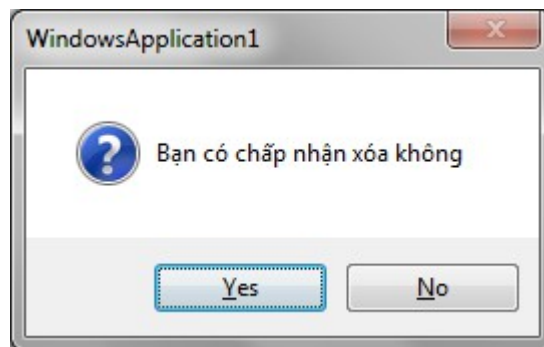 WindowsApplication1
Bạn có chấp nhận xóa không
Yes
No